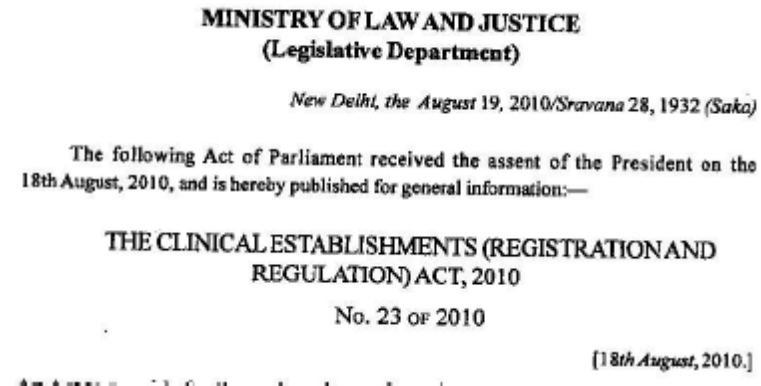 MINISTRY OF LAW AND JUSTICE
(Legislative Department)
New Delhi, the August 19, 2010/Sravana 28, 1932 (Saka)
The following Act of Parliament received the assent of the President on the
18th August, 2010, and is hereby published for general information:—
THE CLINICAL ESTABLISHMENTS (REGISTRATION AND
REGULATION) ACT, 2010
No. 23 OF 2010
[18th August, 2010.]